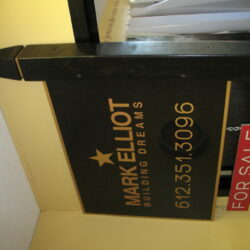 MARK ELLIOT
BUILDING DREAMS
612.351.3096
FOR SALE